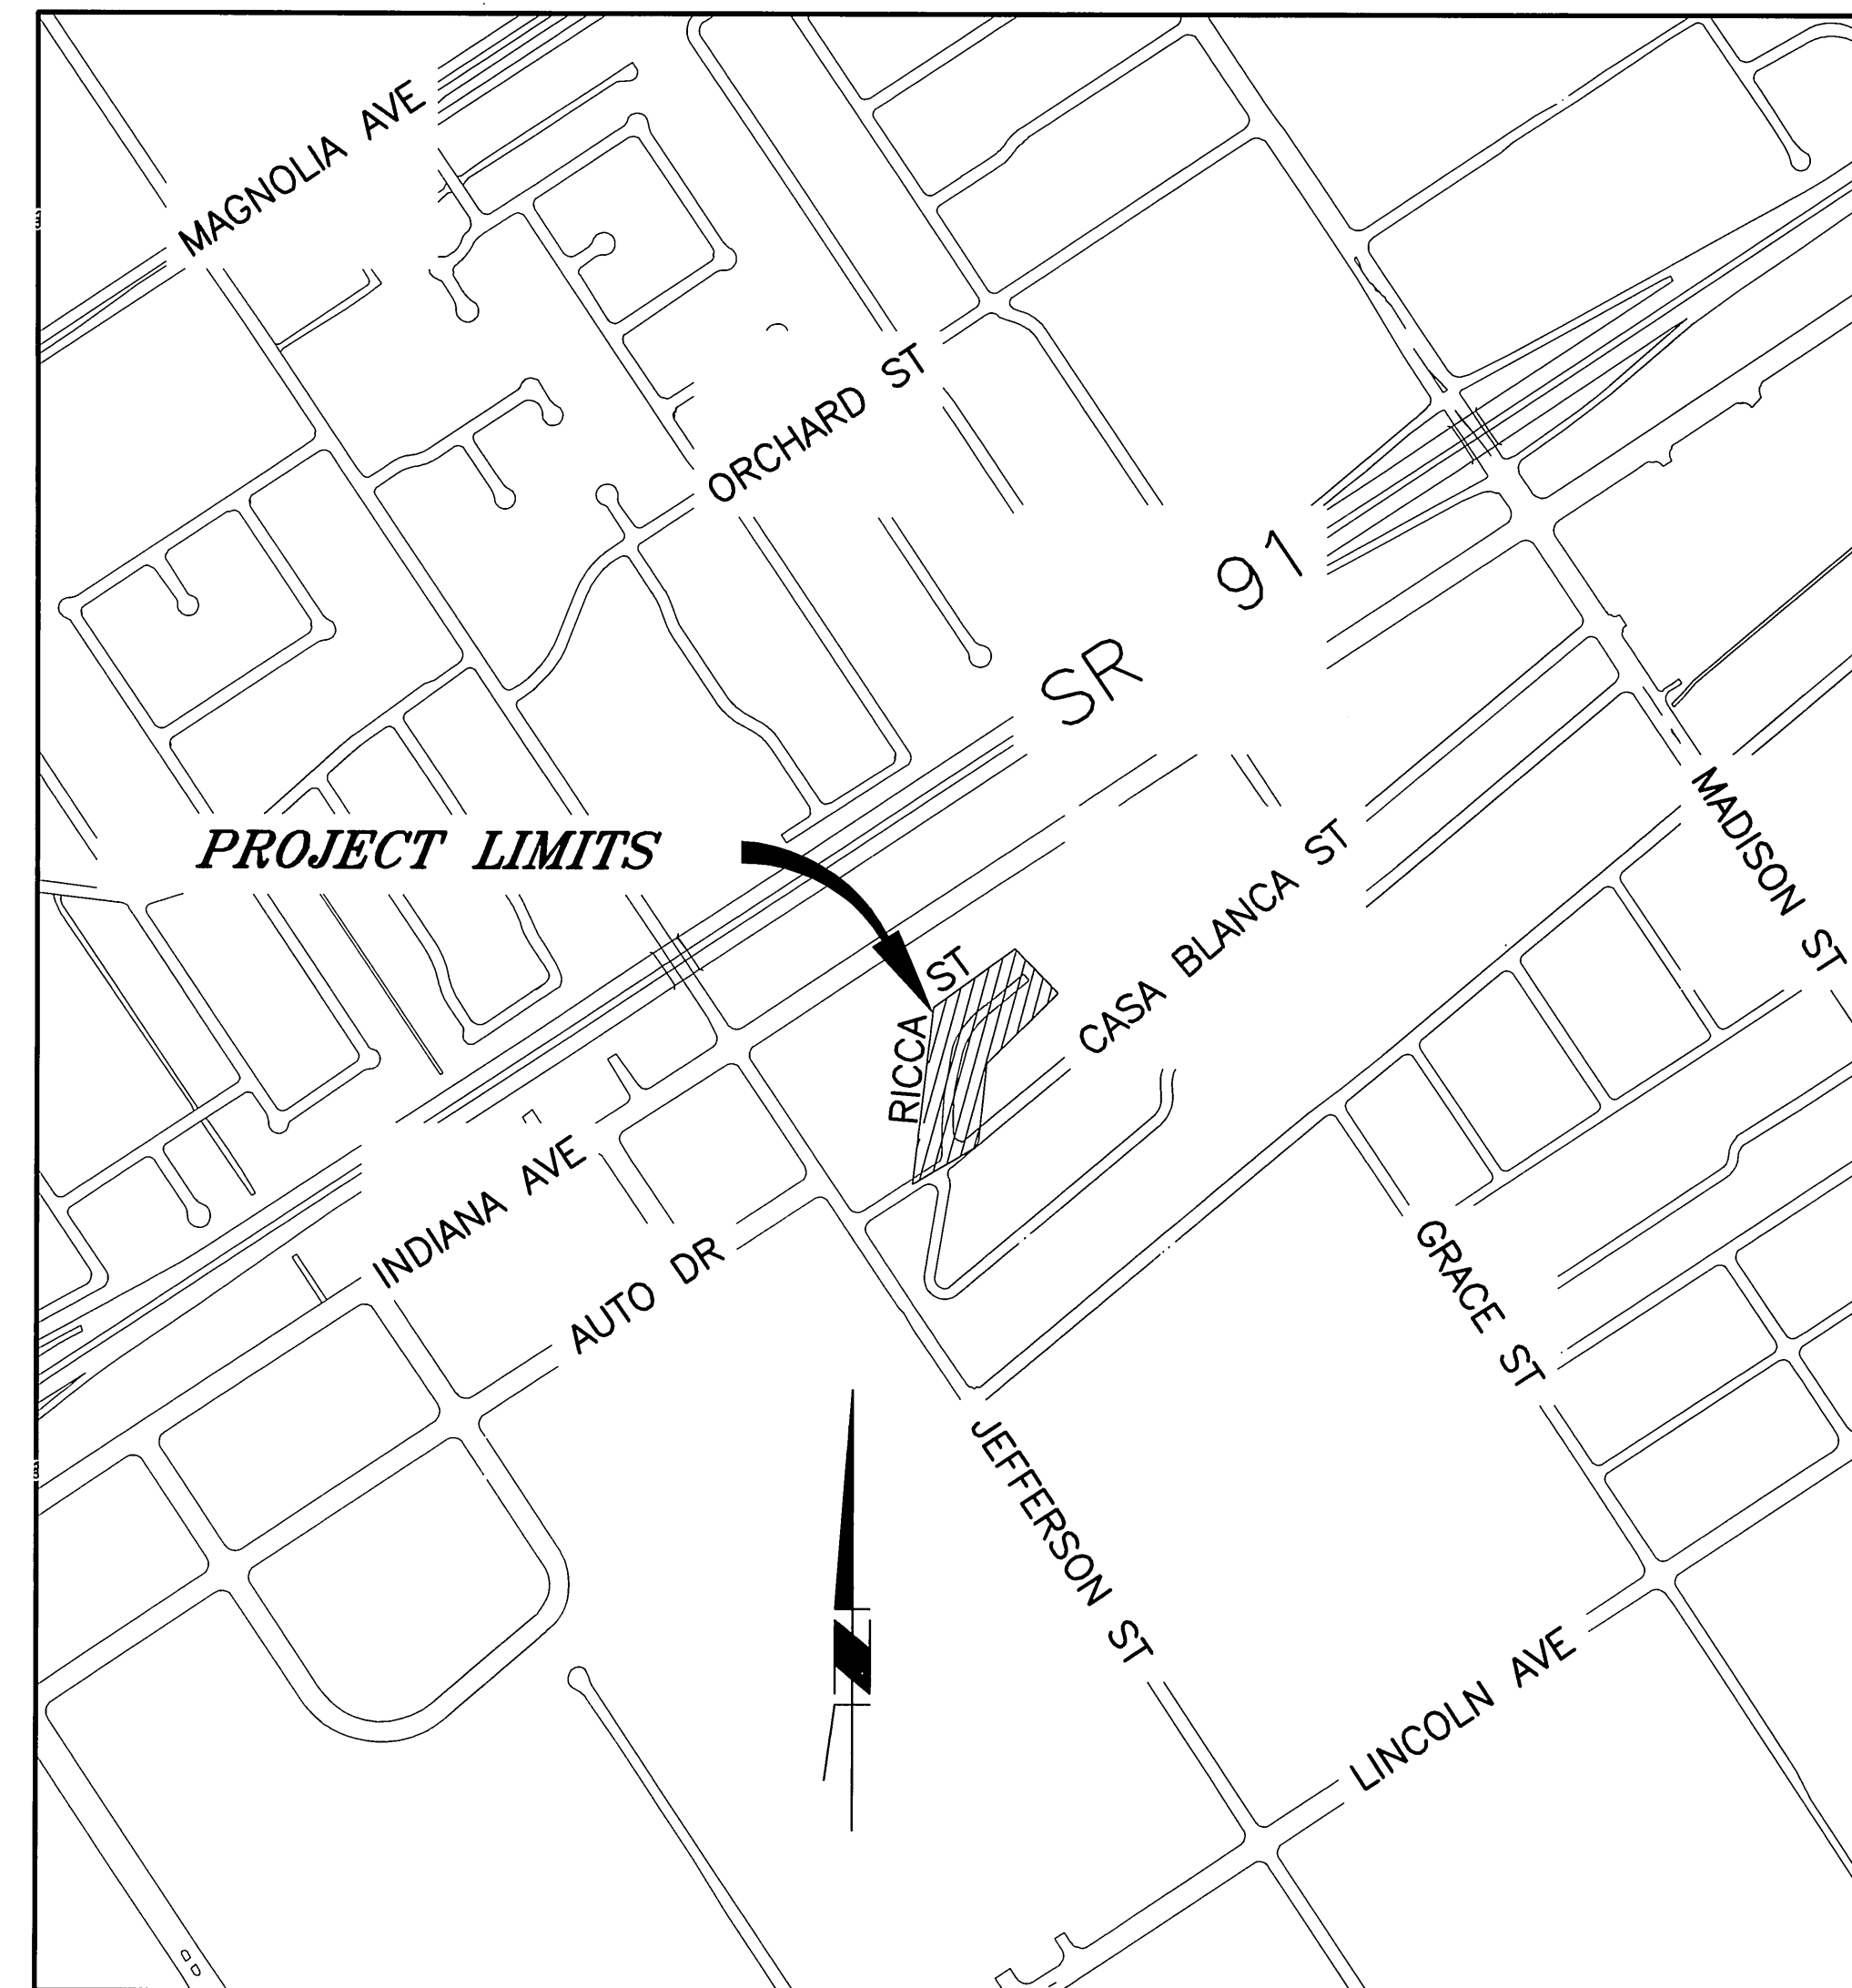 MAGNOLIA AVE
ORCHARD ST
SR 91
PROJECT LIMITS
MADISON ST
CASA BLANCA ST
RICCA ST
INDIANA AVE
AUTO DR
GRACE ST
JEFFERSON ST
N
LINCOLN AVE